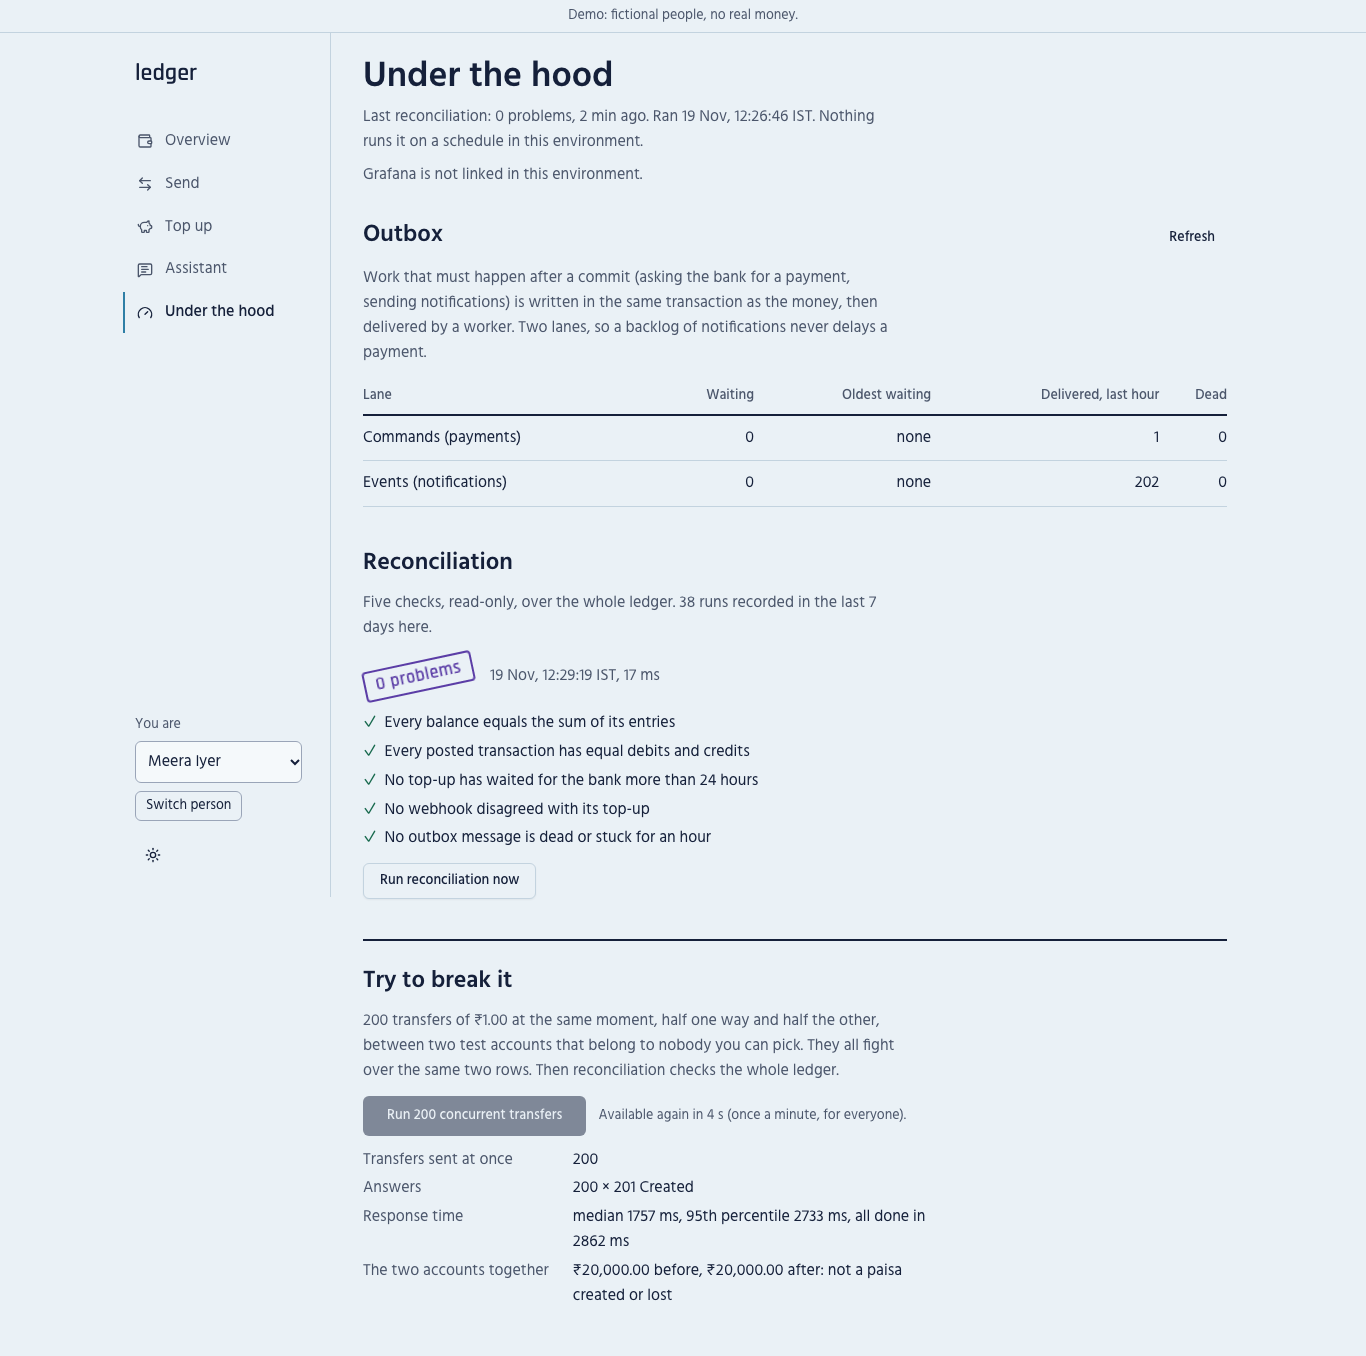 Demo: fictional people, no real money.
ledger
Overview
Send
Top up
Assistant
Under the hood
You are
Meera Iyer
Switch person
Under the hood
Last reconciliation: 0 problems, 2 min ago. Ran 19 Nov, 12:26:46 IST. Nothing
runs it on a schedule in this environment.
Grafana is not linked in this environment.
Outbox
Refresh
Work that must happen after a commit (asking the bank for a payment,
sending notifications) is written in the same transaction as the money, then
delivered by a worker. Two lanes, so a backlog of notifications never delays a
payment.
Lane Waiting Oldest waiting Delivered, last hour Dead
Commands (payments) 0 none 1 0
Events (notifications) 0 none 202 0
Reconciliation
Five checks, read-only, over the whole ledger. 38 runs recorded in the last 7
days here.
0 problems 19 Nov, 12:29:19 IST, 17 ms
✓ Every balance equals the sum of its entries
✓ Every posted transaction has equal debits and credits
✓ No top-up has waited for the bank more than 24 hours
✓ No webhook disagreed with its top-up
✓ No outbox message is dead or stuck for an hour
Run reconciliation now
Try to break it
200 transfers of ₹1.00 at the same moment, half one way and half the other,
between two test accounts that belong to nobody you can pick. They all fight
over the same two rows. Then reconciliation checks the whole ledger.
Run 200 concurrent transfers Available again in 4 s (once a minute, for everyone).
Transfers sent at once 200
Answers 200 × 201 Created
Response time median 1757 ms, 95th percentile 2733 ms, all done in
2862 ms
The two accounts together ₹20,000.00 before, ₹20,000.00 after: not a paisa
created or lost